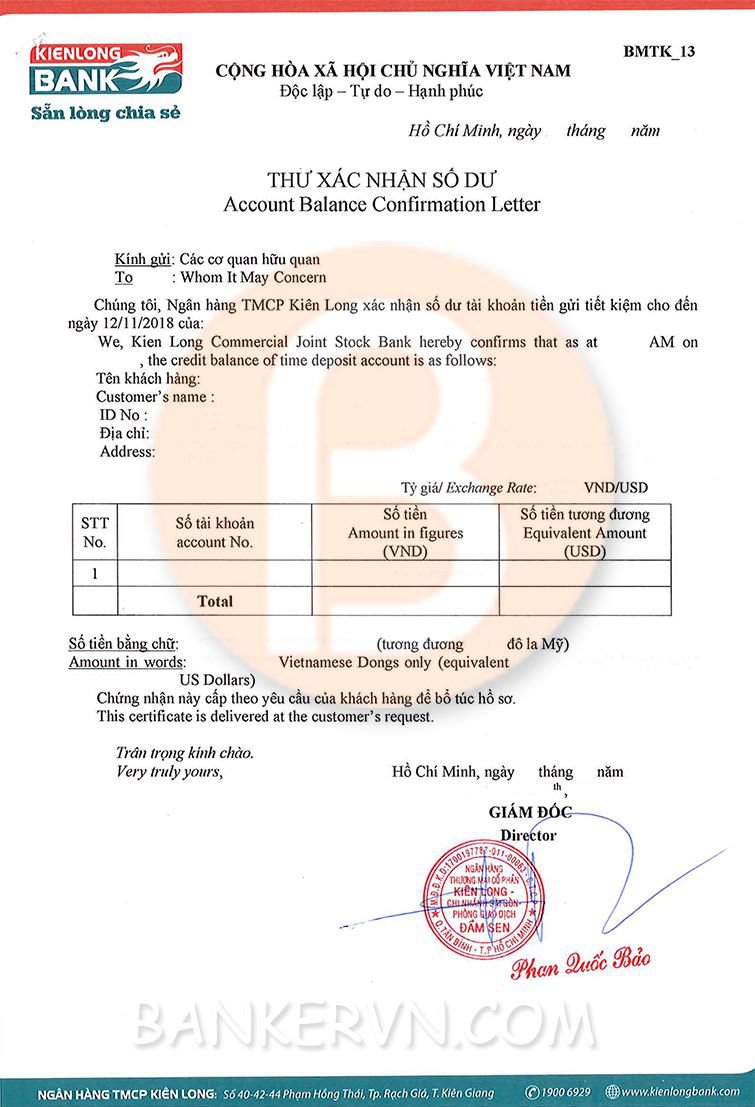 KIENLONG
BANK
Sẵn lòng chia sẻ
BMTK_13
CỘNG HÒA XÃ HỘI CHỦ NGHĨA VIỆT NAM
Độc lập – Tự do – Hạnh phúc
Hồ Chí Minh, ngày tháng năm
THƯ XÁC NHẬN SỐ DƯ
Account Balance Confirmation Letter
Kính gửi: Các cơ quan hữu quan
To : Whom It May Concern
Chúng tôi, Ngân hàng TMCP Kiên Long xác nhận số dư tài khoản tiền gửi tiết kiệm cho đến
ngày 12/11/2018 của:
We, Kien Long Commercial Joint Stock Bank hereby confirms that as at AM on
, the credit balance of time deposit account is as follows:
Tên khách hàng:
Customer's name :
ID No :
Địa chỉ:
Address:
Tỷ giá/ Exchange Rate: VND/USD
STT
No.
Số tài khoản
account No.
Số tiền
Amount in figures
(VND)
Số tiền tương đương
Equivalent Amount
(USD)
1
Total
Số tiền bằng chữ: (tương đương đô la Mỹ)
Amount in words: Vietnamese Dongs only (equivalent
US Dollars)
Chứng nhận này cấp theo yêu cầu của khách hàng để bổ túc hồ sơ.
This certificate is delivered at the customer's request.
Trân trọng kính chào.
Very truly yours,
Hồ Chí Minh, ngày tháng năm
th,
GIÁM ĐỐC
Director
NGÂN HÀNG
THƯƠNG MẠI CỔ PHẦN
KIÊN LONG -
CHI NHÁNH SÀI GÒN-
PHÒNG GIAO DỊCH
ĐẦM SEN
Q.TÂN BÌNH - T.P HỒ CHÍ MINH
Phan Quốc Bảo
BANKERVN.COM
NGÂN HÀNG TMCP KIÊN LONG: Số 40-42-44 Phạm Hồng Thái, Tp. Rạch Giá, T. Kiên Giang
1900 6929
www.kienlongbank.com